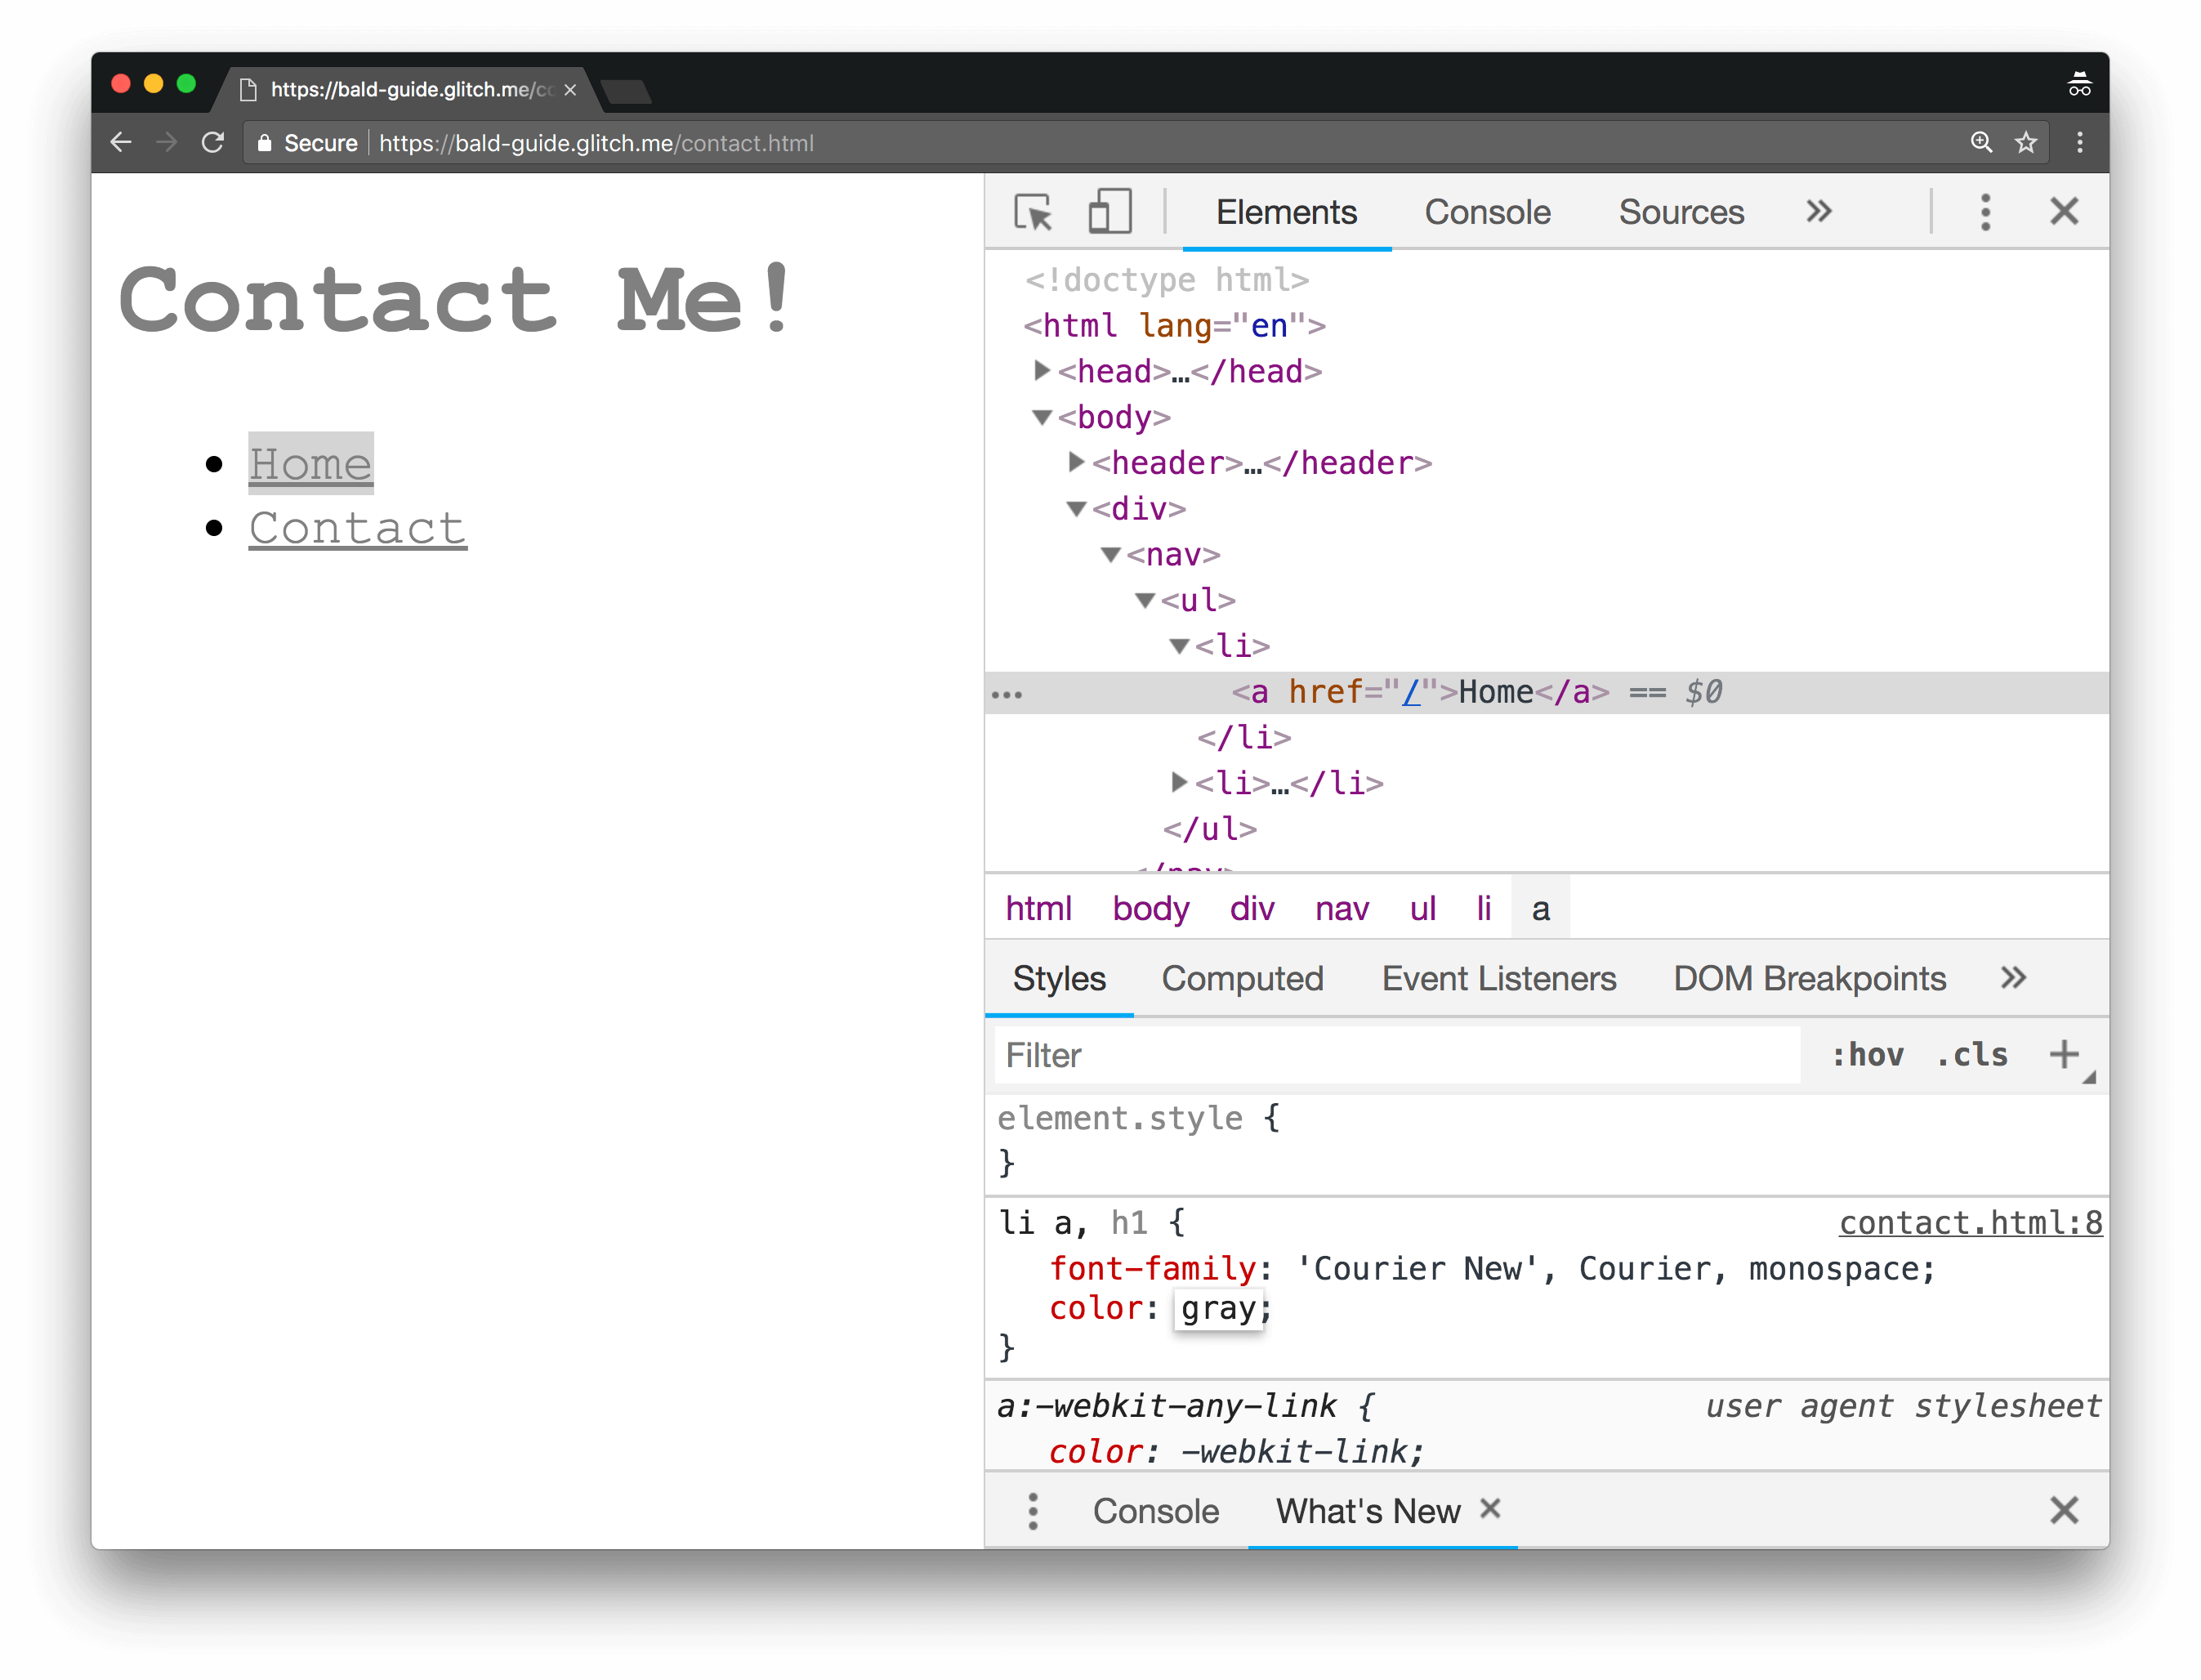 https://bald-guide.glitch.me/co
Secure https://bald-guide.glitch.me/contact.html
Contact Me!
Home
Contact
Elements Console Sources
<!doctype html>
<html lang="en">
<head>…</head>
<body>
<header>…</header>
<div>
<nav>
<ul>
<li>
<a href="/">Home</a> == $0
</li>
<li>…</li>
</ul>
</nav>
html body div nav ul li a
Styles Computed Event Listeners DOM Breakpoints
Filter :hov .cls
element.style {
}
li a, h1 { contact.html:8
font-family: 'Courier New', Courier, monospace;
color: gray;
}
a:-webkit-any-link { user agent stylesheet
color: -webkit-link;
Console What's New